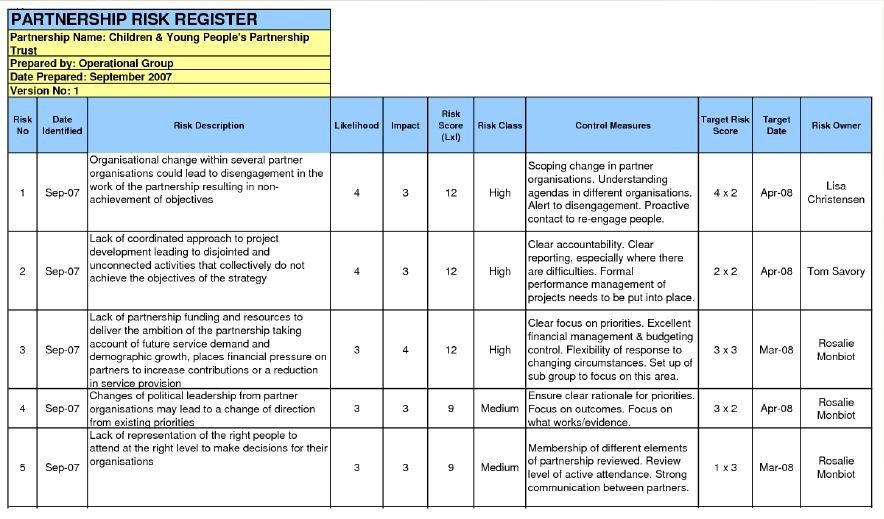 PARTNERSHIP RISK REGISTER
Partnership Name: Children & Young People's Partnership
Trust
Prepared by: Operational Group
Date Prepared: September 2007
Version No: 1
Risk
No
Date
Identified
Risk Description
Likelihood
Impact
Risk
Score
(LxI)
Risk Class
Control Measures
Target Risk
Score
Target
Date
Risk Owner
1
Sep-07
Organisational change within several partner
organisations could lead to disengagement in the
work of the partnership resulting in non-
achievement of objectives
4
3
12
High
Scoping change in partner
organisations. Understanding
agendas in different organisations.
Alert to disengagement. Proactive
contact to re-engage people.
4 x 2
Apr-08
Lisa
Christensen
2
Sep-07
Lack of coordinated approach to project
development leading to disjointed and
unconnected activities that collectively do not
achieve the objectives of the strategy
4
3
12
High
Clear accountability. Clear
reporting, especially where there
are difficulties. Formal
performance management of
projects needs to be put into place.
2 x 2
Apr-08
Tom Savory
3
Sep-07
Lack of partnership funding and resources to
deliver the ambition of the partnership taking
account of future service demand and
demographic growth, places financial pressure on
partners to increase contributions or a reduction
in service provision
3
4
12
High
Clear focus on priorities. Excellent
financial management & budgeting
control. Flexibility of response to
changing circumstances. Set up of
sub group to focus on this area.
3 x 3
Mar-08
Rosalie
Monbiot
4
Sep-07
Changes of political leadership from partner
organisations may lead to a change of direction
from existing priorities
3
3
9
Medium
Ensure clear rationale for priorities.
Focus on outcomes. Focus on
what works/evidence.
3 x 2
Apr-08
Rosalie
Monbiot
5
Sep-07
Lack of representation of the right people to
attend at the right level to make decisions for their
organisations
3
3
9
Medium
Membership of different elements
of partnership reviewed. Review
level of active attendance. Strong
communication between partners.
1 x 3
Mar-08
Rosalie
Monbiot